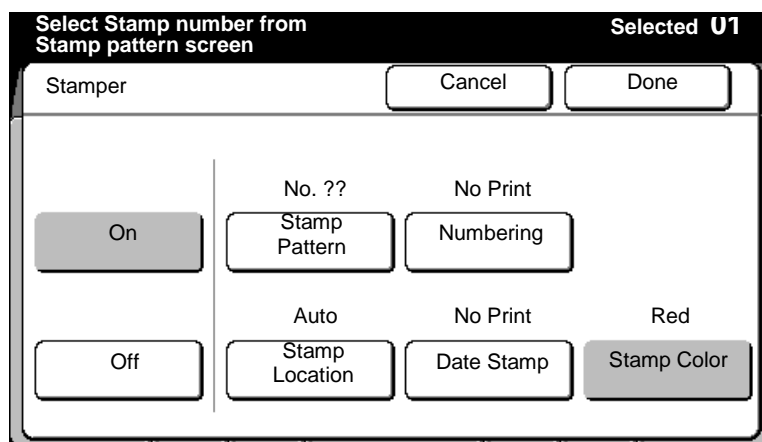 Select Stamp number from
Selected 01
Stamp pattern screen
Stamper
Cancel
Done
No. ??
No Print
On
Stamp
Pattern
Numbering
Auto
No Print
Red
Off
Stamp
Location
Date Stamp
Stamp Color